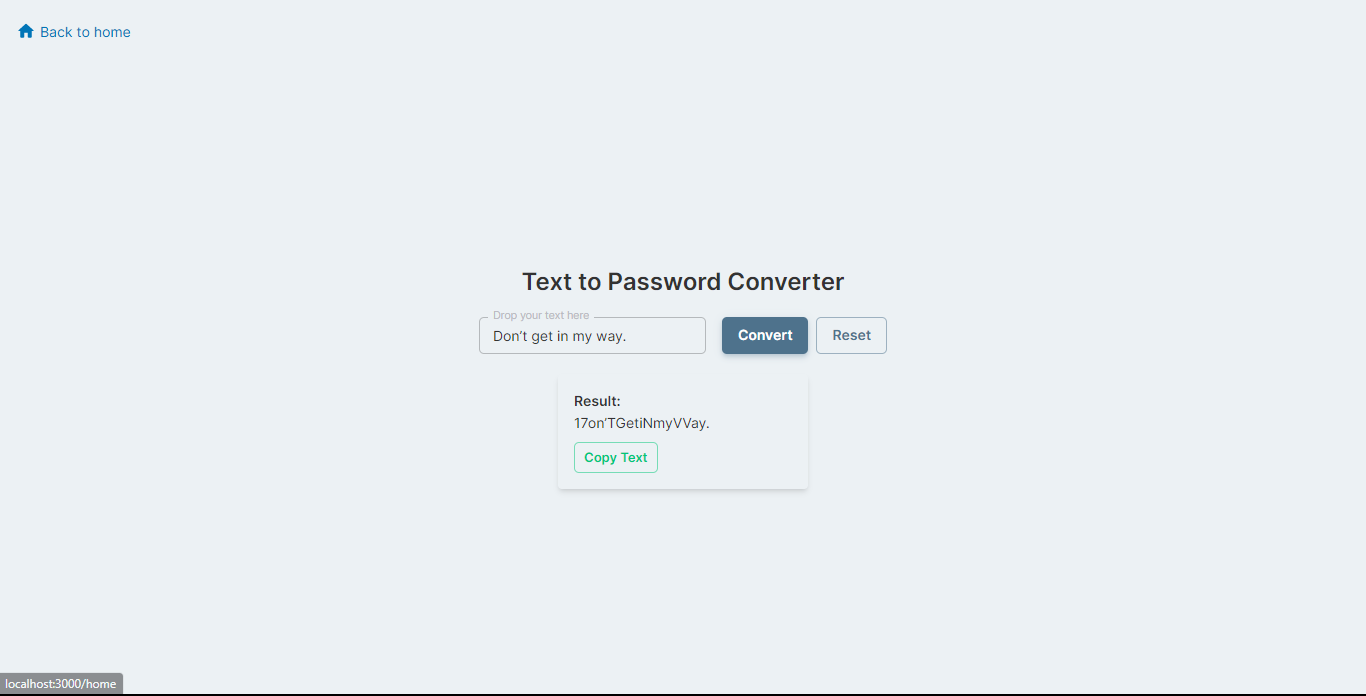 Back to home
Text to Password Converter
Drop your text here
Don’t get in my way.
Convert
Reset
Result:
17on’TGetiNmyVVay.
Copy Text
localhost:3000/home